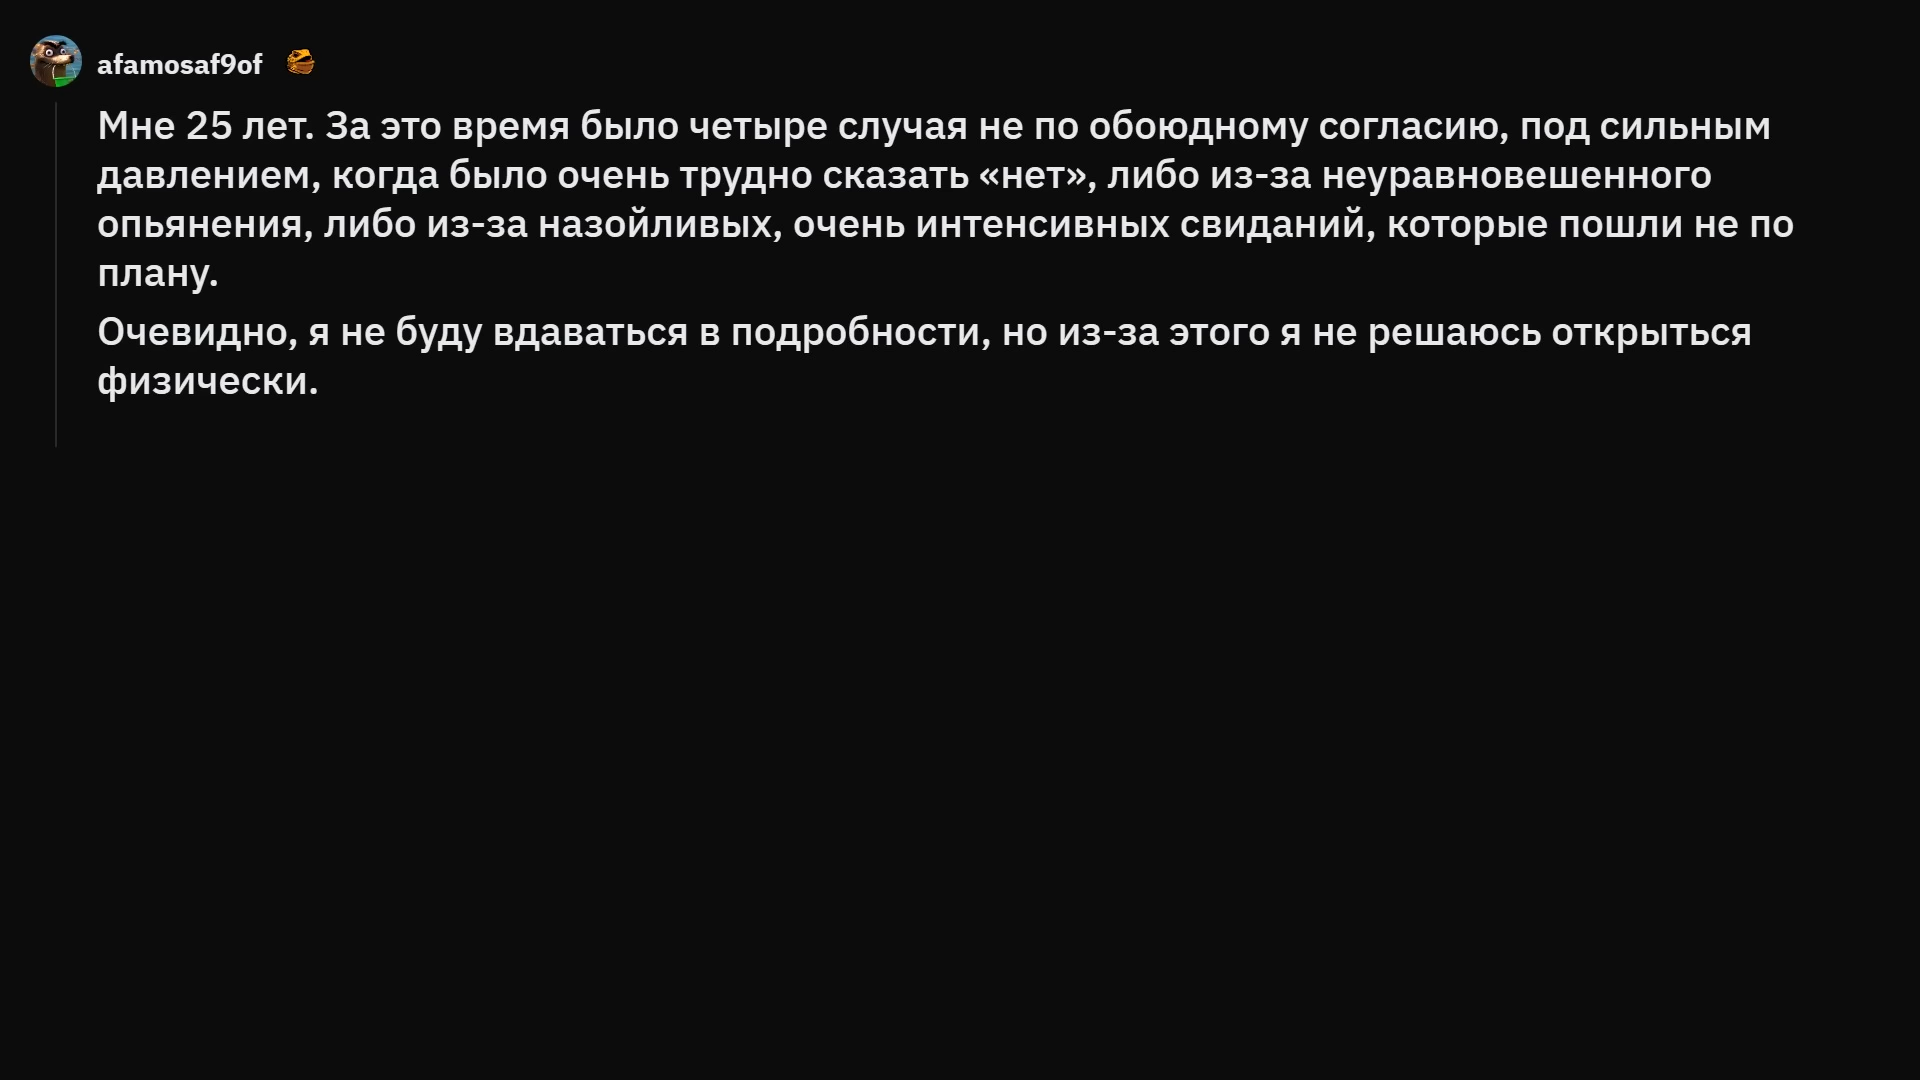 afamosaf9of
Мне 25 лет. За это время было четыре случая не по обоюдному согласию, под сильным
давлением, когда было очень трудно сказать «нет», либо из-за неуравновешенного
опьянения, либо из-за назойливых, очень интенсивных свиданий, которые пошли не по
плану.
Очевидно, я не буду вдаваться в подробности, но из-за этого я не решаюсь открыться
физически.